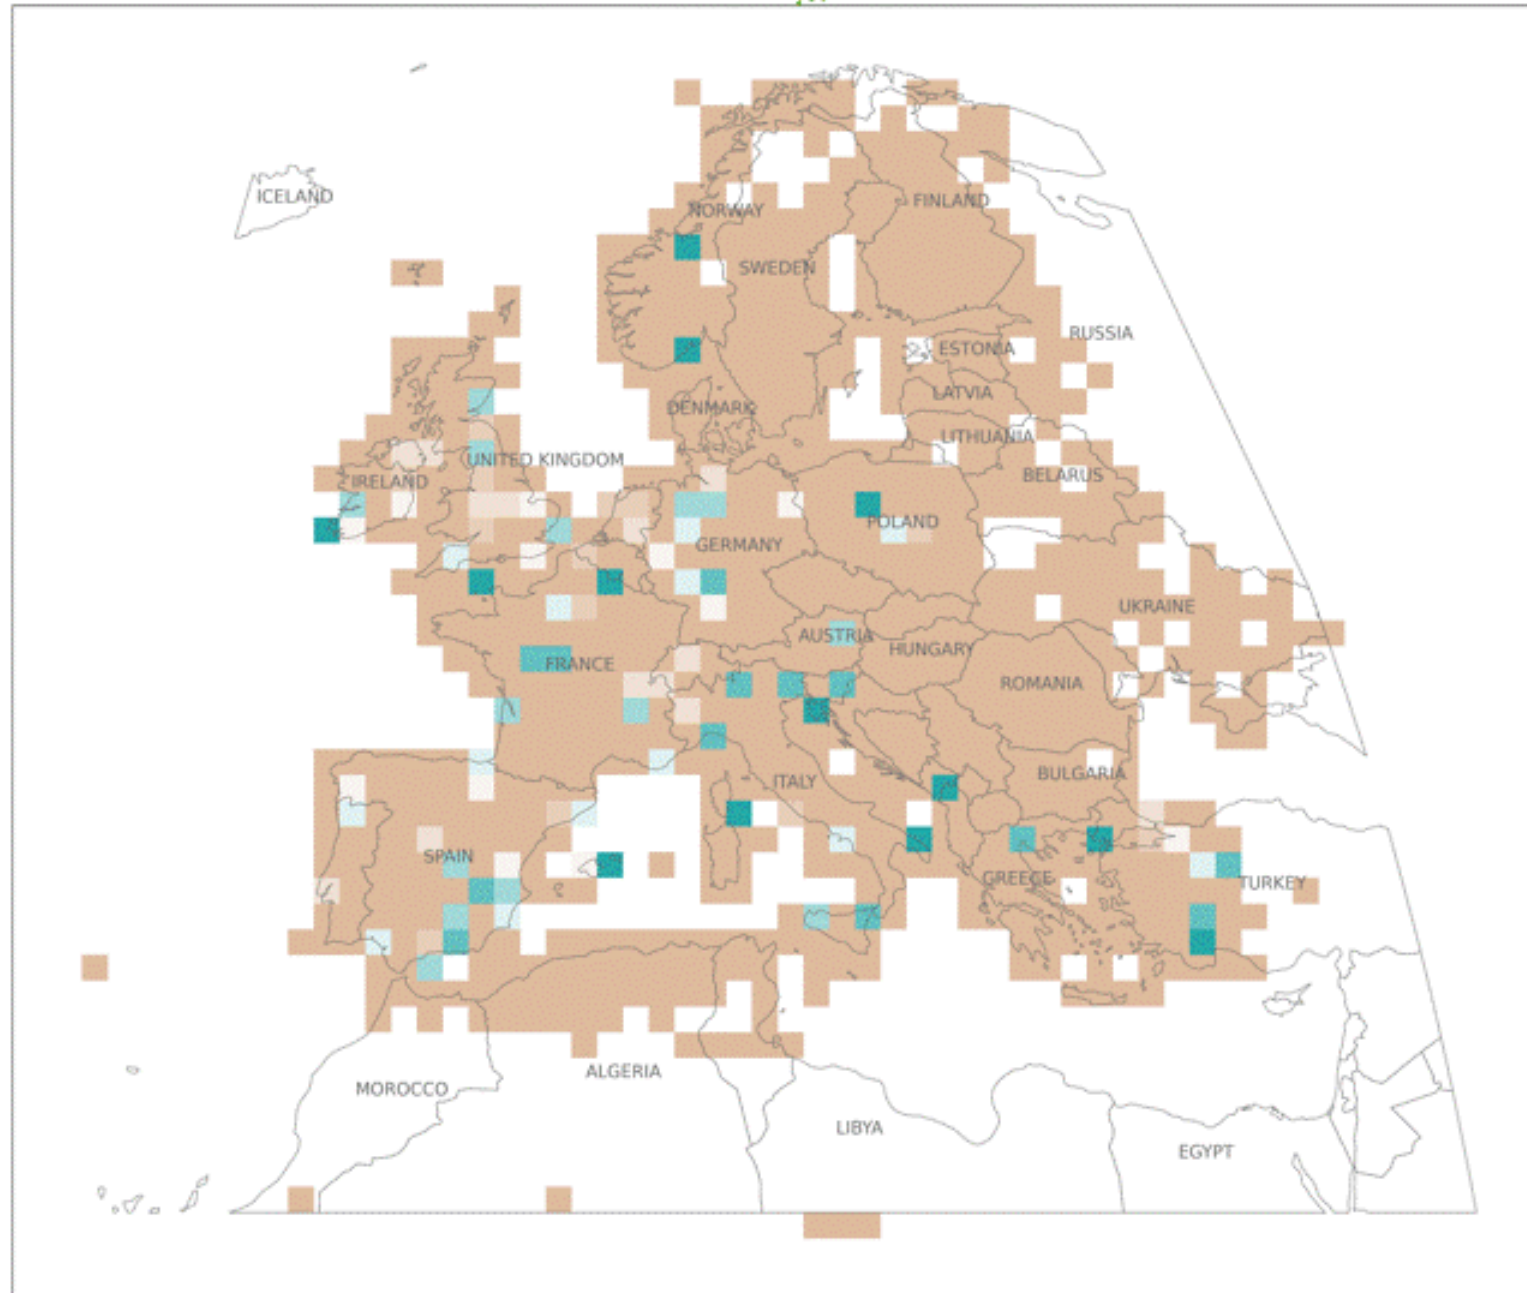 ICELAND
FINLAND
NORWAY
SWEDEN
RUSSIA
ESTONIA
LATVIA
DENMARK
LITHUANIA
UNITED KINGDOM
BELARUS
IRELAND
POLAND
GERMANY
UKRAINE
AUSTRIA
HUNGARY
FRANCE
ROMANIA
BULGARIA
ITALY
SPAIN
GREECE
TURKEY
ALGERIA
MOROCCO
LIBYA
EGYPT